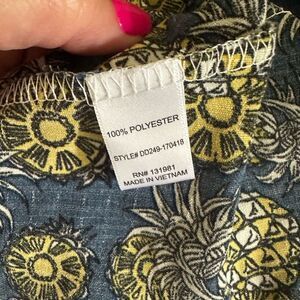 100% POLYESTER
STYLE# DD249-170418
RN# 131981
MADE IN VIETNAM